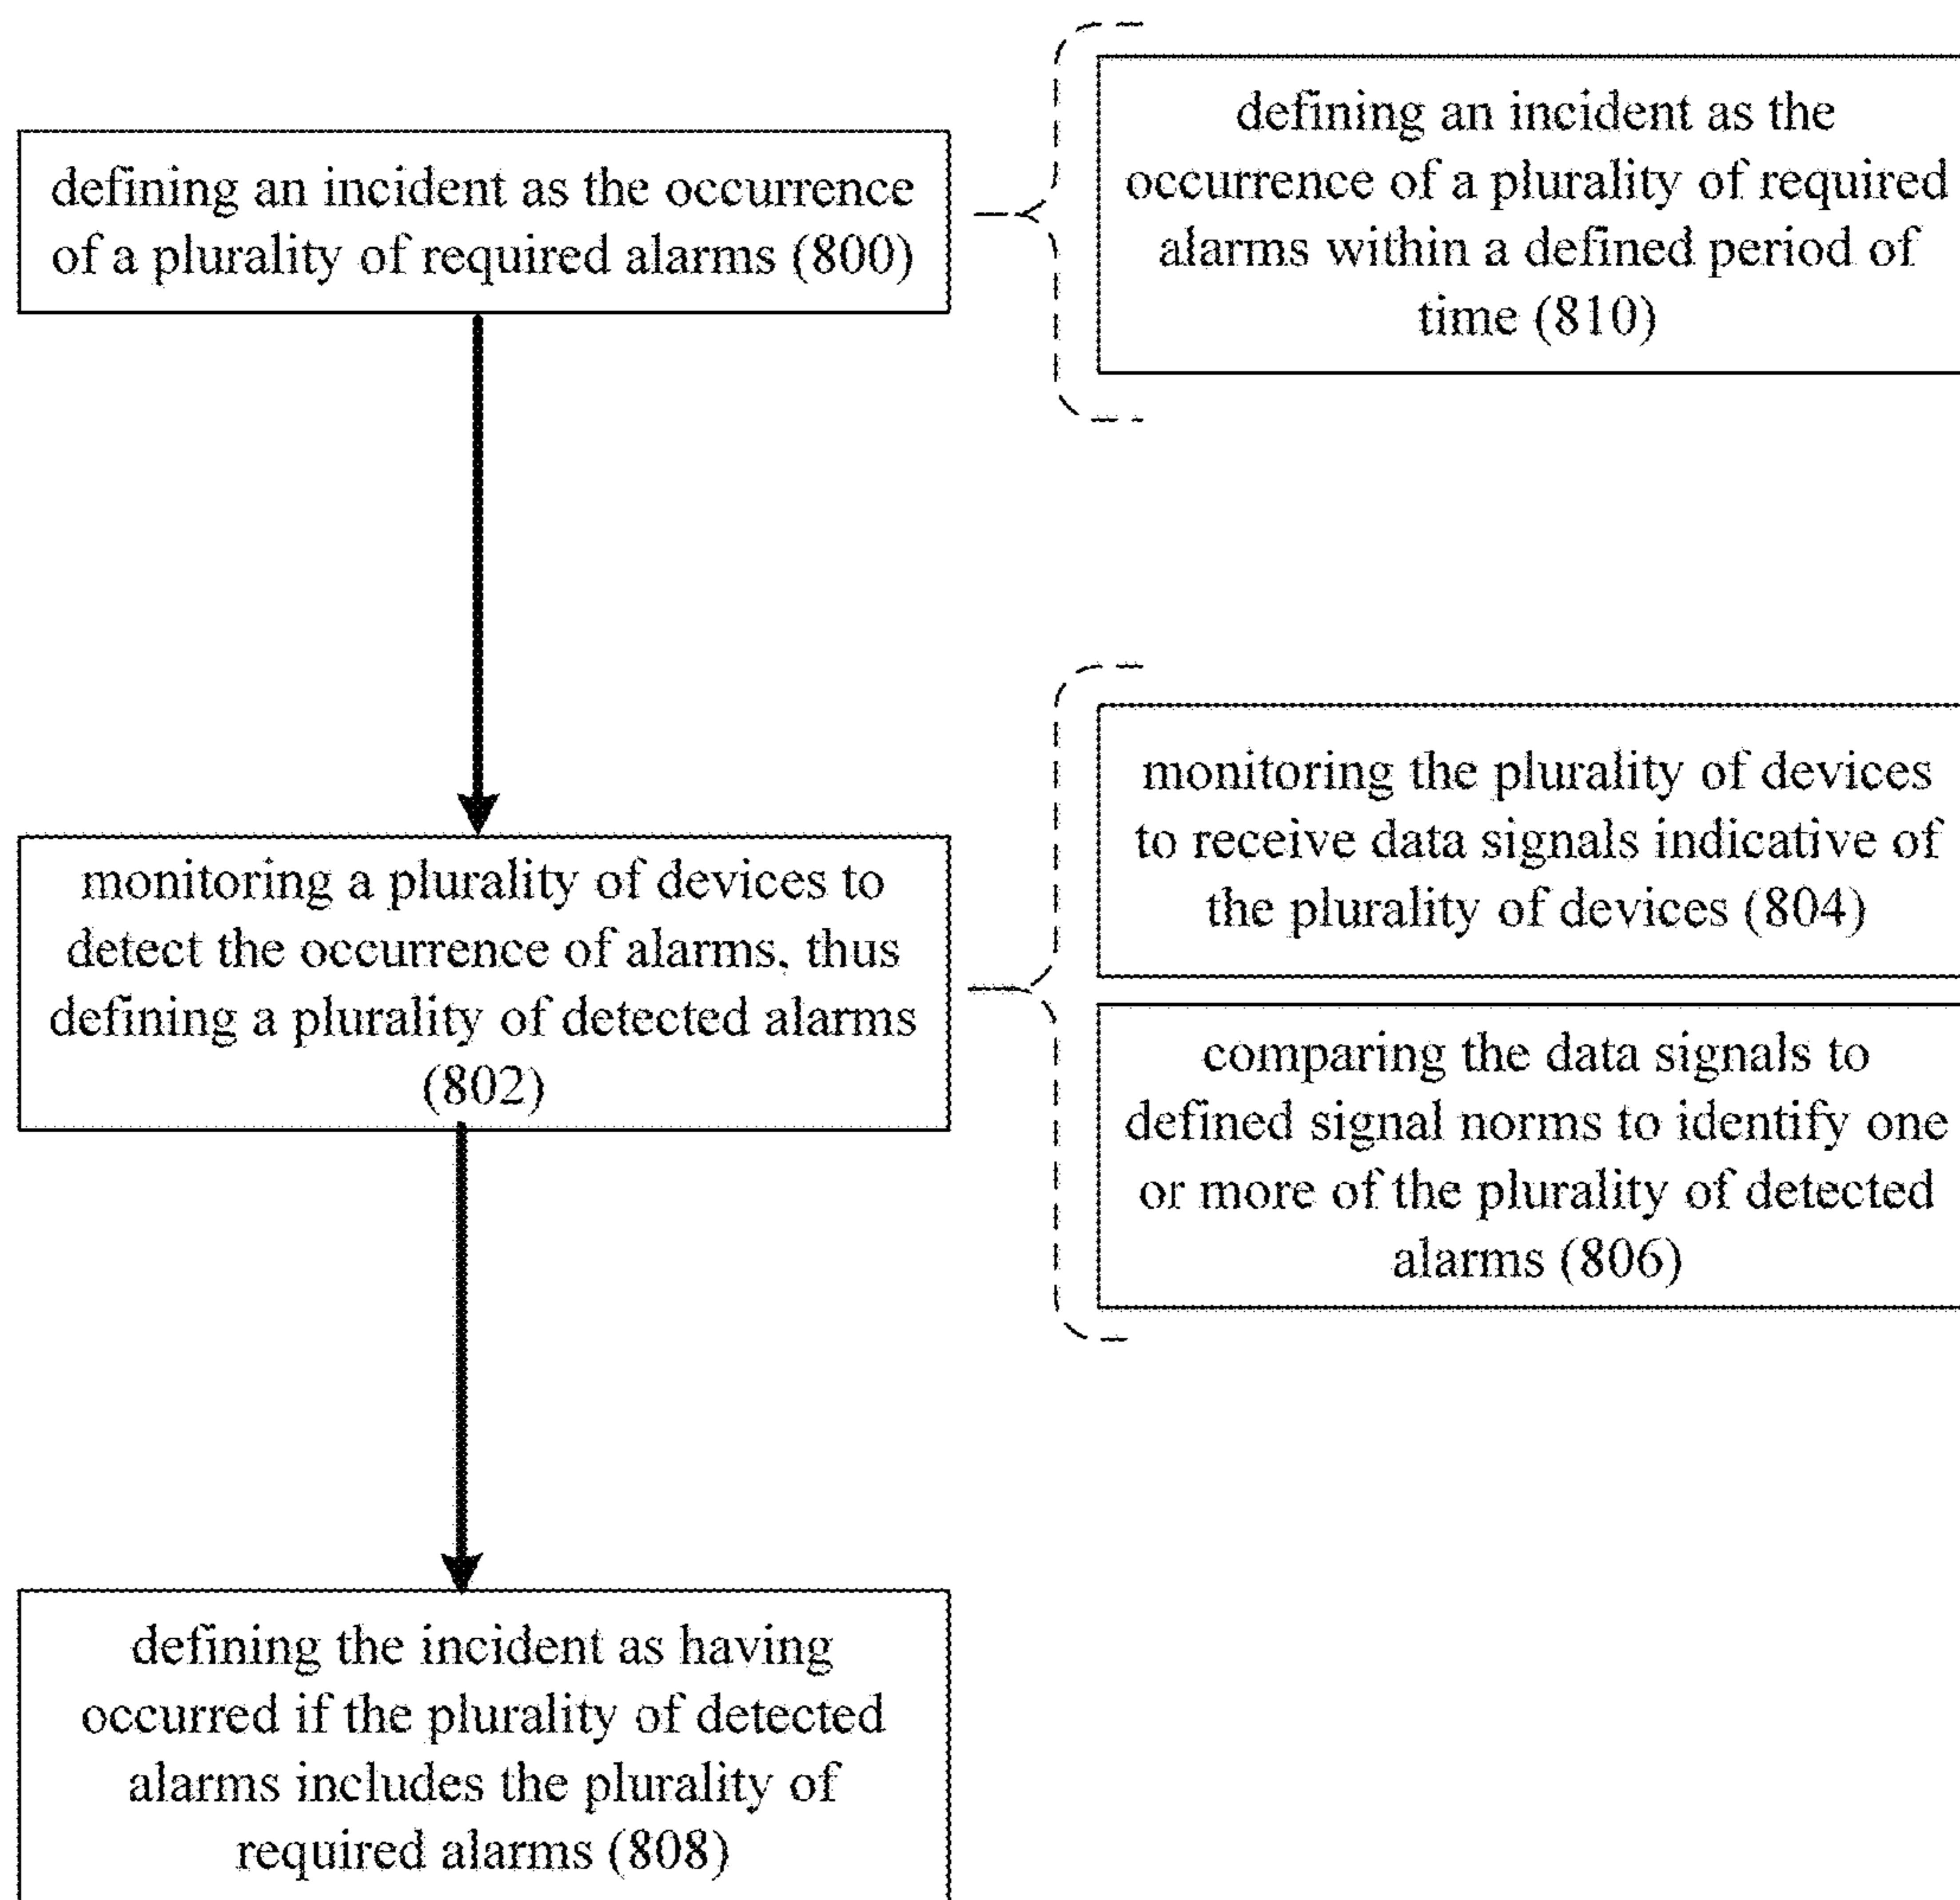 defining an incident as the occurrence
of a plurality of required alarms (800)
defining an incident as the
occurrence of a plurality of required
alarms within a defined period of
time (810)
monitoring a plurality of devices to
detect the occurrence of alarms, thus
defining a plurality of detected alarms
(802)
monitoring the plurality of devices
to receive data signals indicative of
the plurality of devices (804)
comparing the data signals to
defined signal norms to identify one
or more of the plurality of detected
alarms (806)
defining the incident as having
occurred if the plurality of detected
alarms includes the plurality of
required alarms (808)